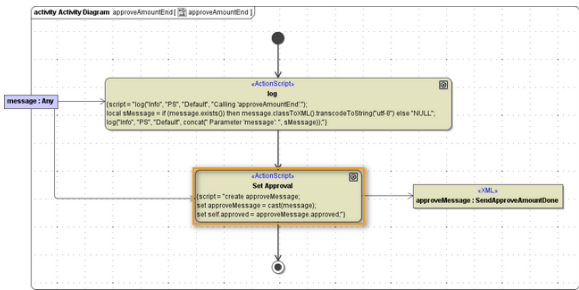 activity Activity Diagram approveAmountEnd [ approveAmountEnd ]
«ActionScript»
log
message : Any
{script = "log("Info", "PS", "Default", "Calling 'approveAmountEnd'");
local sMessage = if (message.exists()) then message.classToXML().transcodeToString("utf-8") else "NULL";
log("Info", "PS", "Default", concat(" Parameter 'message': ", sMessage));"}
«ActionScript»
Set Approval
{script = "create approveMessage;
set approveMessage = cast(message);
set self.approved = approveMessage.approved;"}
«XML»
approveMessage : SendApproveAmountDone